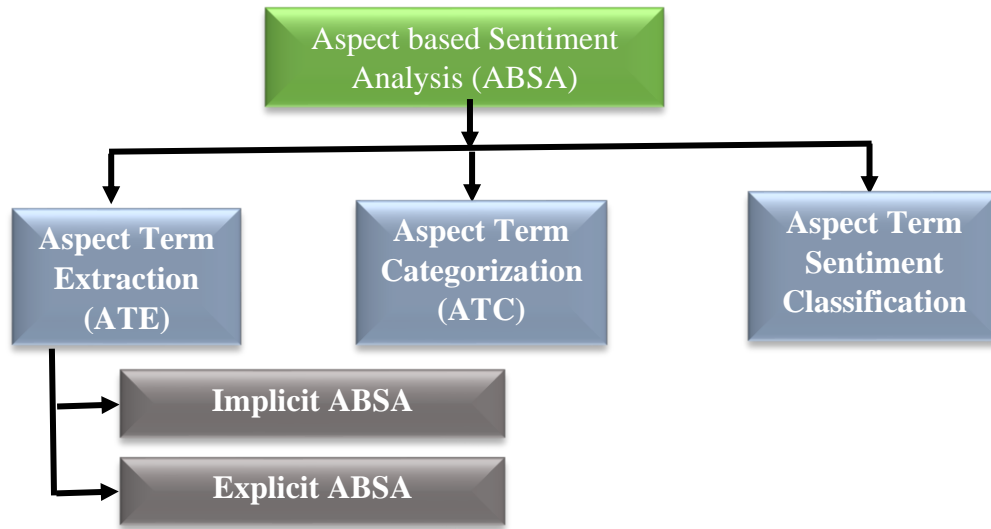 Aspect based Sentiment
Analysis (ABSA)
Aspect Term
Extraction
(ATE)
Aspect Term
Categorization
(ATC)
Aspect Term
Sentiment
Classification
Implicit ABSA
Explicit ABSA